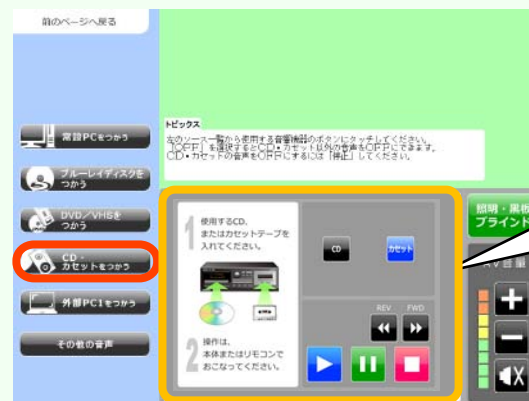 前のページへ戻る
常設PCをつかう
ブルーレイディスクを
つかう
DVD/VHSを
つかう
CD・
カセットをつかう
外部PC1をつかう
その他の音声
トピックス
左のソース一覧から使用する音響機器のボタンにタッチしてください。
「OFF」を選択するとCD・カセット以外の音声をOFFにできます。
CD・カセットの音声をOFFにするには「停止」してください。
1
使用するCD、
またはカセットテープを
入れてください。
2
操作は、
本体またはリモコンで
おこなってください。
CD
カセット
REV
FWD
照明・黒板
ブラインド
AV音量